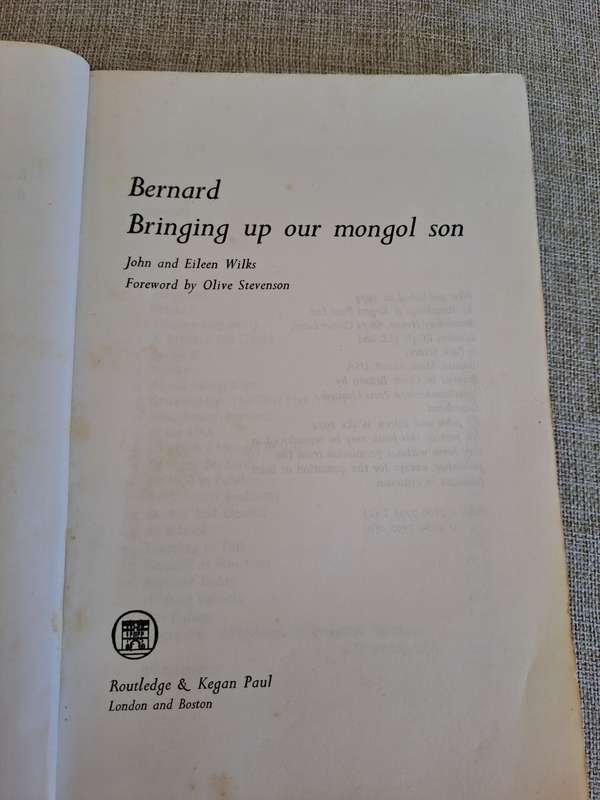 Bernard
Bringing up our mongol son
John and Eileen Wilks
Foreword by Olive Stevenson
Routledge & Kegan Paul
London and Boston